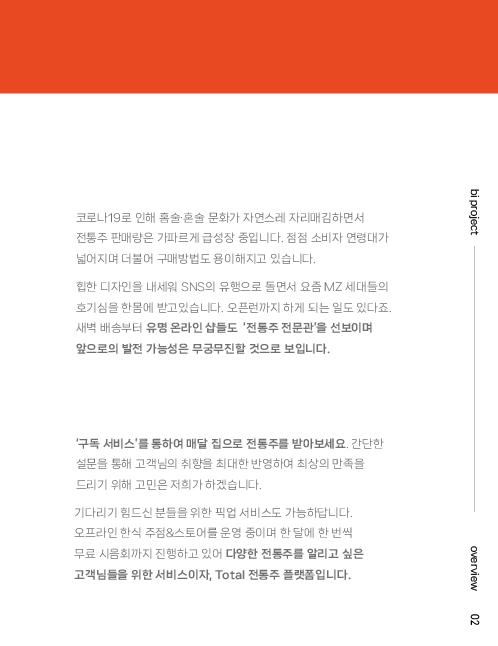 코로나19로 인해 홈술·혼술 문화가 자연스레 자리매김하면서
전통주 판매량은 가파르게 급성장 중입니다. 점점 소비자 연령대가
넓어지며 더불어 구매방법도 용이해지고 있습니다.
힙한 디자인을 내세워 SNS의 유행으로 돌면서 요즘 MZ 세대들의
호기심을 한몸에 받고있습니다. 오픈런까지 하게 되는 일도 있다죠.
새벽 배송부터 유명 온라인 샵들도 '전통주 전문관'을 선보이며
앞으로의 발전 가능성은 무궁무진할 것으로 보입니다.
'구독 서비스'를 통하여 매달 집으로 전통주를 받아보세요. 간단한
설문을 통해 고객님의 취향을 최대한 반영하여 최상의 만족을
드리기 위해 고민은 저희가 하겠습니다.
기다리기 힘드신 분들을 위한 픽업 서비스도 가능하답니다.
오프라인 한식 주점&스토어를 운영 중이며 한 달에 한 번씩
무료 시음회까지 진행하고 있어 다양한 전통주를 알리고 싶은
고객님들을 위한 서비스이자, Total 전통주 플랫폼입니다.
bi project
overview
02